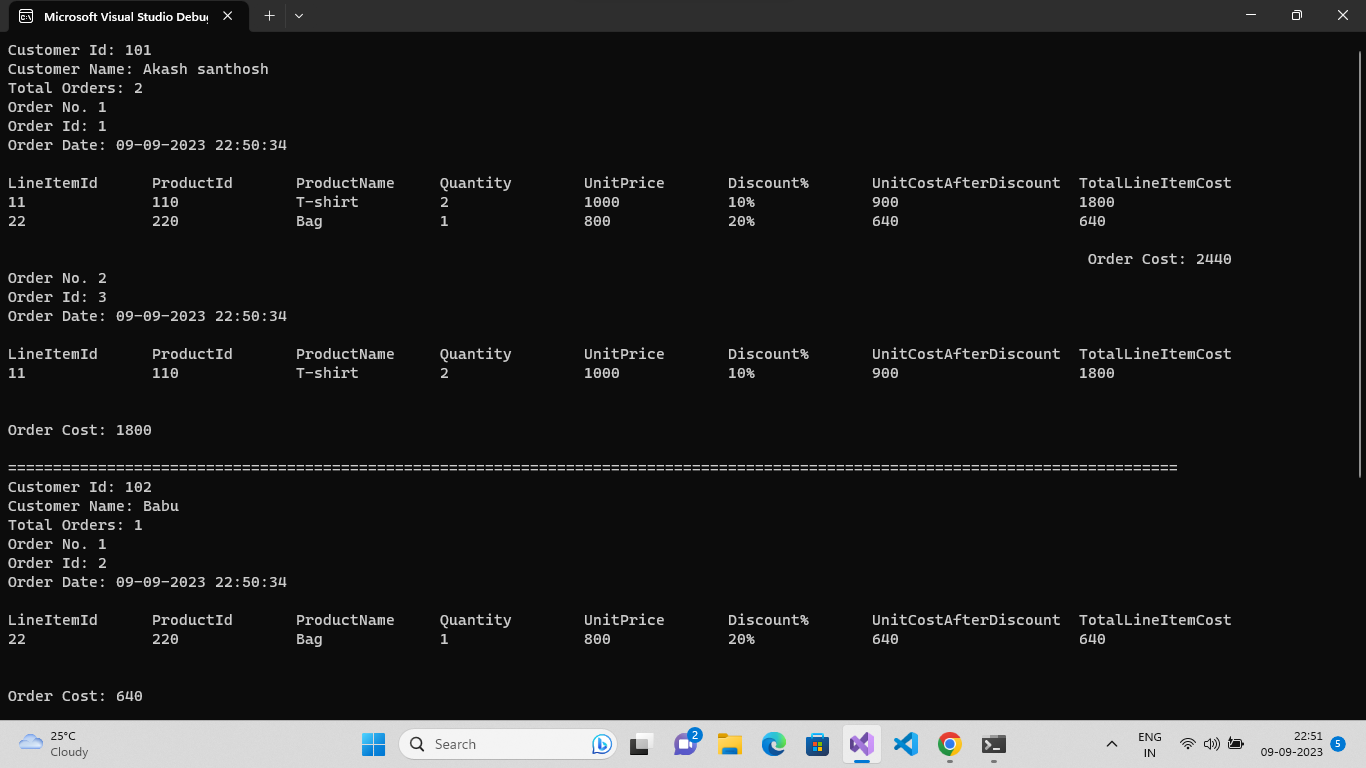 Microsoft Visual Studio Debu
Customer Id: 101
Customer Name: Akash santhosh
Total Orders: 2
Order No. 1
Order Id: 1
Order Date: 09-09-2023 22:50:34
LineItemId ProductId ProductName Quantity UnitPrice Discount% UnitCostAfterDiscount TotalLineItemCost
11 110 T-shirt 2 1000 10% 900 1800
22 220 Bag 1 800 20% 640 640
Order Cost: 2440
Order No. 2
Order Id: 3
Order Date: 09-09-2023 22:50:34
LineItemId ProductId ProductName Quantity UnitPrice Discount% UnitCostAfterDiscount TotalLineItemCost
11 110 T-shirt 2 1000 10% 900 1800
Order Cost: 1800
==================================================================================================================================
Customer Id: 102
Customer Name: Babu
Total Orders: 1
Order No. 1
Order Id: 2
Order Date: 09-09-2023 22:50:34
LineItemId ProductId ProductName Quantity UnitPrice Discount% UnitCostAfterDiscount TotalLineItemCost
22 220 Bag 1 800 20% 640 640
Order Cost: 640
25°C
Cloudy
Search
2
ENG
IN
22:51
09-09-2023
5